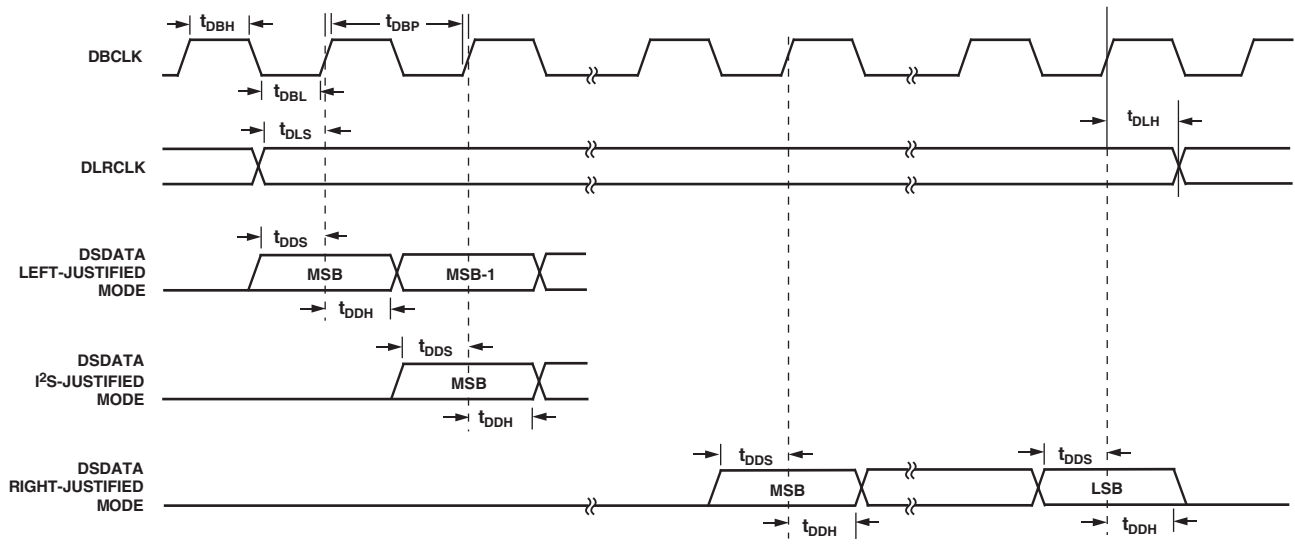 tDBH
tDBP
DBCLK
tDBL
tDLS
tDLH
DLRCLK
tDDS
DSDATA
LEFT-JUSTIFIED
MODE
MSB
MSB-1
tDDH
DSDATA
I²S-JUSTIFIED
MODE
tDDS
MSB
tDDH
DSDATA
RIGHT-JUSTIFIED
MODE
tDDS
tDDS
MSB
LSB
tDDH
tDDH